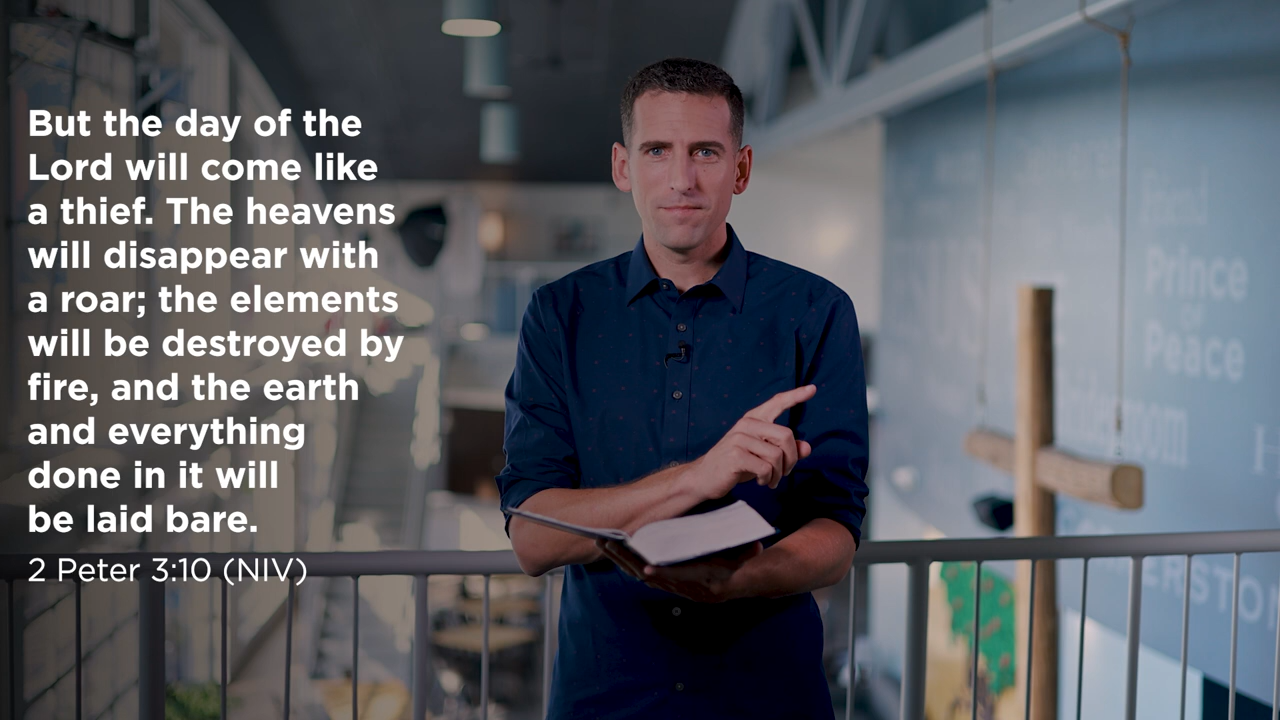 But the day of the
Lord will come like
a thief. The heavens
will disappear with
a roar; the elements
will be destroyed by
fire, and the earth
and everything
done in it will
be laid bare.
2 Peter 3:10 (NIV)
Prince
of
Peace